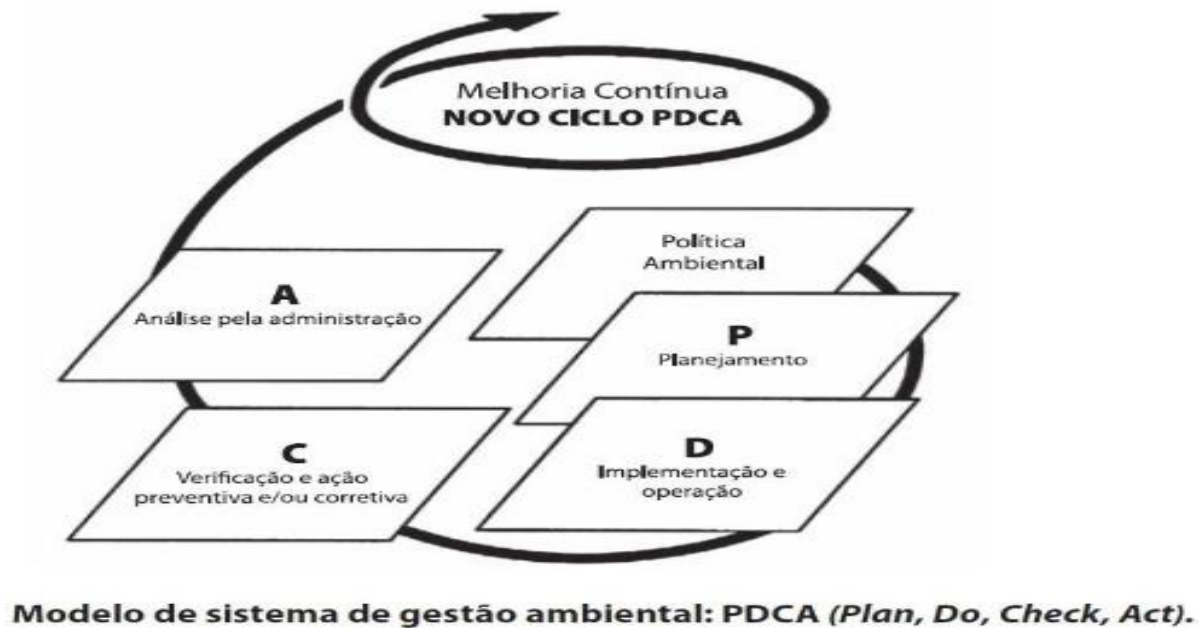 Melhoria Contínua
NOVO CICLO PDCA
Política
Ambiental
A
Análise pela administração
P
Planejamento
C
Verificação e ação
preventiva e/ou corretiva
D
Implementação e
operação
Modelo de sistema de gestão ambiental: PDCA (Plan, Do, Check, Act).